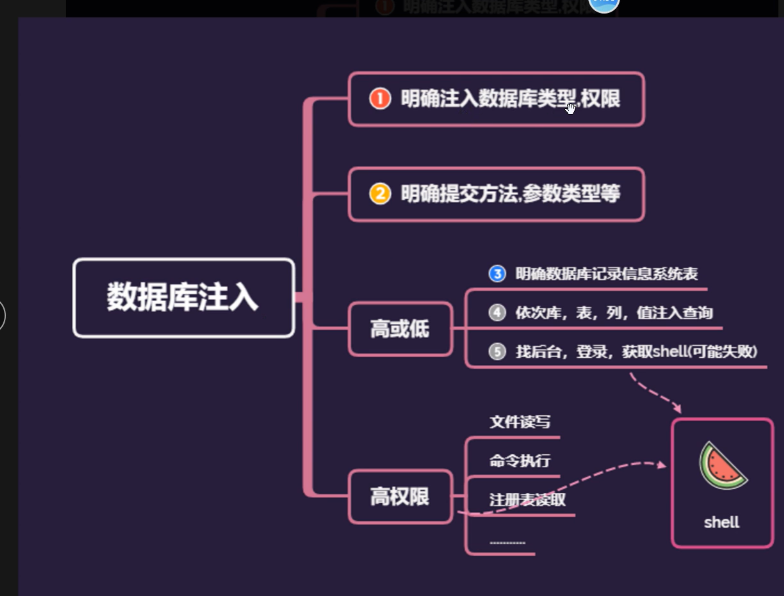 ① 明确注入数据库类型,权限
② 明确提交方法,参数类型等
数据库注入
高或低
③ 明确数据库记录信息系统表
④ 依次库，表，列，值注入查询
⑤ 找后台，登录，获取shell(可能失败)
高权限
文件读写
命令执行
注册表读取
............
shell